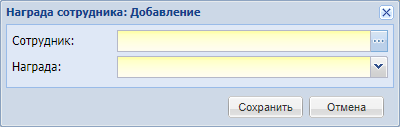 Награда сотрудника: Добавление
Сотрудник:
Награда:
Сохранить Отмена